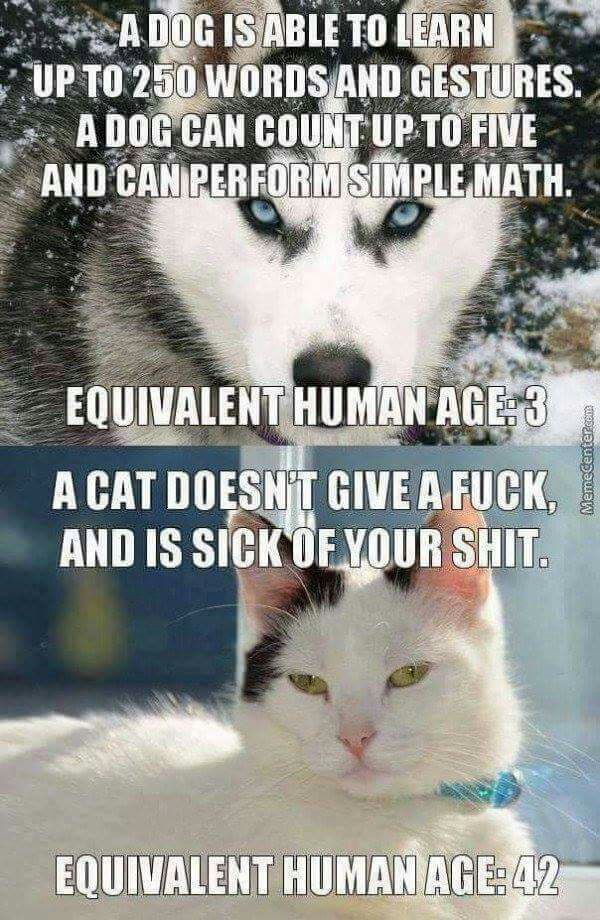 A DOG IS ABLE TO LEARN
UP TO 250 WORDS AND GESTURES.
A DOG CAN COUNT UP TO FIVE
AND CAN PERFORM SIMPLE MATH.
EQUIVALENT HUMAN AGE: 3
MemeCenter.com
A CAT DOESN'T GIVE A FUCK,
AND IS SICK OF YOUR SHIT.
EQUIVALENT HUMAN AGE: 42